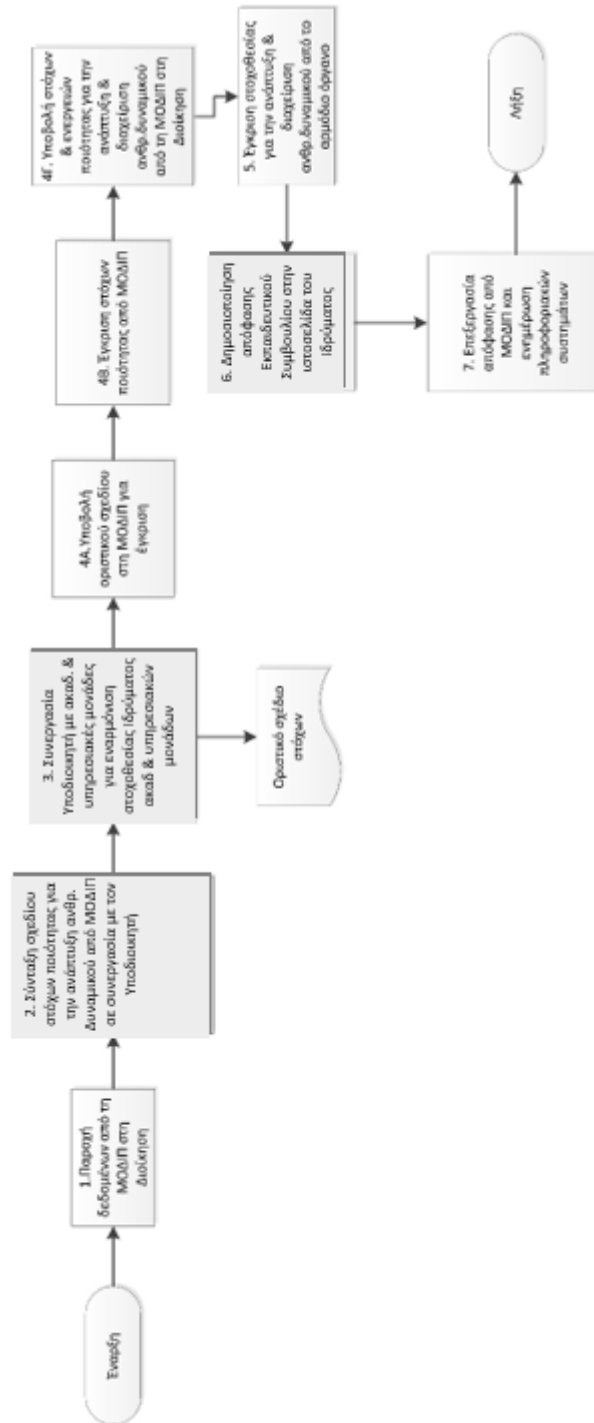 Έναρξη
1.Παροχή
δεδομένων από τη
ΜΟΔΙΠ στη
Διοίκηση
2. Σύνταξη σχεδίου
στόχων ποιότητας για
την ανάπτυξη ανθρ.
Δυναμικού από ΜΟΔΙΠ
σε συνεργασία με τον
Υποδιοικητή
3. Συνεργασία
Υποδιοικητή με ακαδ. &
υπηρεσιακές μονάδες
για εναρμόνιση
στοχοθεσίας Ιδρύματος
ακαδ & υπηρεσιακών
μονάδων
Οριστικό σχέδιο
στόχων
4Α.Υποβολή
οριστικού σχεδίου
στη ΜΟΔΙΠ για
έγκριση
4Β. Έγκριση στόχων
ποιότητας από ΜΟΔΙΠ
4Γ. Υποβολή στόχων
& ενεργειών
ποιότητας για την
ανάπτυξη &
διαχείριση
ανθρ.δυναμικού
από τη ΜΟΔΙΠ στη
Διοίκηση
5. Έγκριση στοχοθεσίας
για την ανάπτυξη &
διαχείριση
ανθρ.δυναμικού από το
αρμόδιο όργανο
6. Δημοσιοποίηση
απόφασης
Εκπαιδευτικού
Συμβουλίου στην
ιστοσελίδα του
Ιδρύματος
7. Επεξεργασία
απόφασης από
ΜΟΔΙΠ και
ενημέρωση
πληροφοριακών
συστημάτων
Λήξη